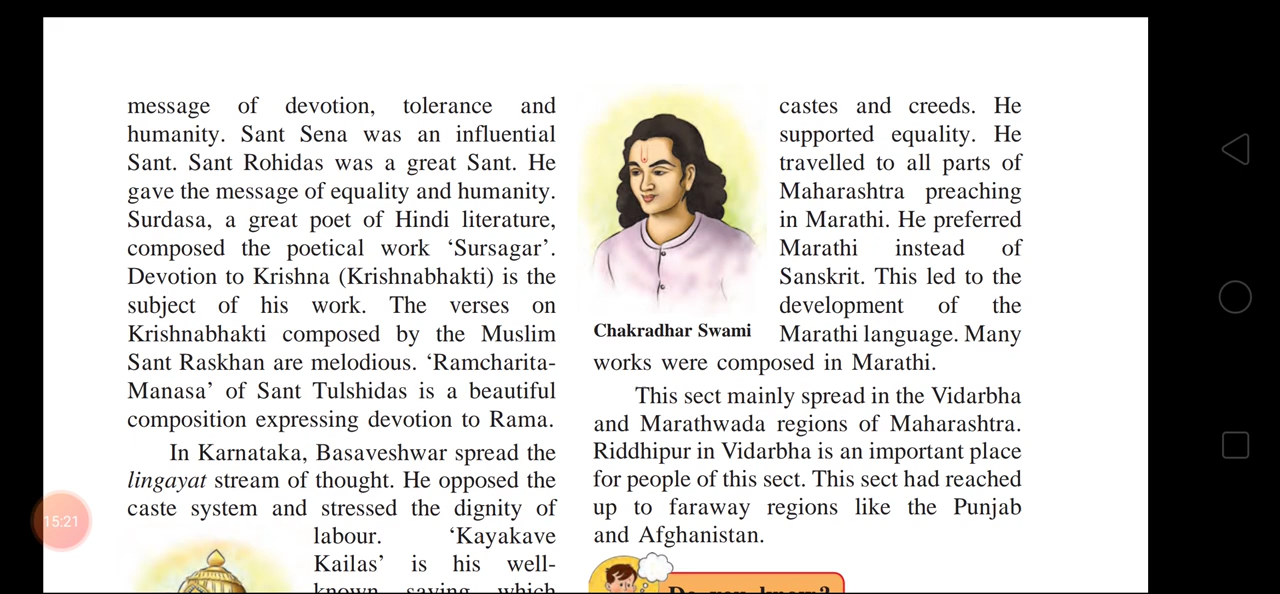 message of devotion, tolerance and
humanity. Sant Sena was an influential
Sant. Sant Rohidas was a great Sant. He
gave the message of equality and humanity.
Surdasa, a great poet of Hindi literature,
composed the poetical work ‘Sursagar’.
Devotion to Krishna (Krishnabhakti) is the
subject of his work. The verses on
Krishnabhakti composed by the Muslim
Sant Raskhan are melodious. ‘Ramcharita-
Manasa’ of Sant Tulshidas is a beautiful
composition expressing devotion to Rama.
In Karnataka, Basaveshwar spread the
lingayat stream of thought. He opposed the
caste system and stressed the dignity of
labour. ‘Kayakave
Kailas’ is his well-
known saying which
15:21
castes and creeds. He
supported equality. He
travelled to all parts of
Maharashtra preaching
in Marathi. He preferred
Marathi instead of
Sanskrit. This led to the
development of the
Marathi language. Many
Chakradhar Swami
works were composed in Marathi.
This sect mainly spread in the Vidarbha
and Marathwada regions of Maharashtra.
Riddhipur in Vidarbha is an important place
for people of this sect. This sect had reached
up to faraway regions like the Punjab
and Afghanistan.
Do you know?